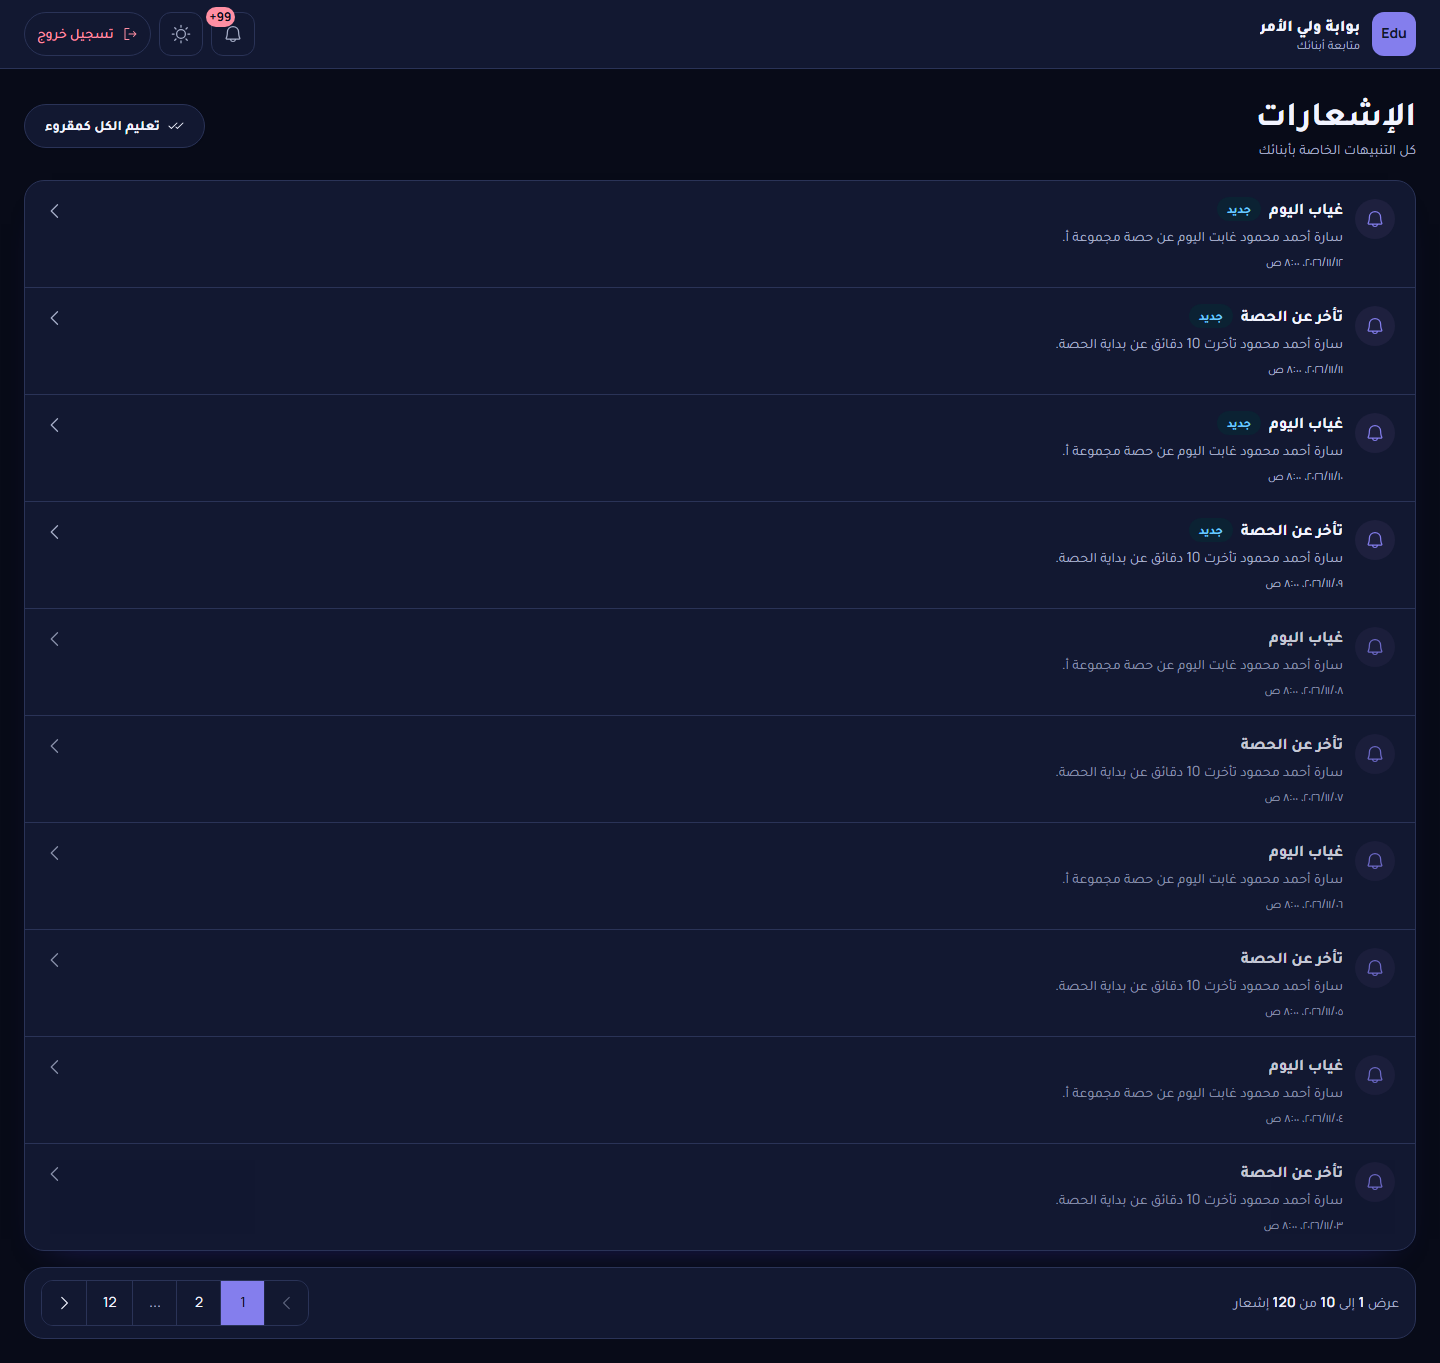 Edu
بوابة ولي الأمر
متابعة أبنائك
99+
تسجيل خروج
الإشعارات
كل التنبيهات الخاصة بأبنائك
تعليم الكل كمقروء
غياب اليوم جديد
سارة أحمد محمود غابت اليوم عن حصة مجموعة أ.
٢٠٢٦/١١/١٢، ٨:٠٠ ص
تأخر عن الحصة جديد
سارة أحمد محمود تأخرت 10 دقائق عن بداية الحصة.
٢٠٢٦/١١/١١، ٨:٠٠ ص
غياب اليوم جديد
سارة أحمد محمود غابت اليوم عن حصة مجموعة أ.
٢٠٢٦/١١/١٠، ٨:٠٠ ص
تأخر عن الحصة جديد
سارة أحمد محمود تأخرت 10 دقائق عن بداية الحصة.
٢٠٢٦/١١/٠٩، ٨:٠٠ ص
غياب اليوم
سارة أحمد محمود غابت اليوم عن حصة مجموعة أ.
٢٠٢٦/١١/٠٨، ٨:٠٠ ص
تأخر عن الحصة
سارة أحمد محمود تأخرت 10 دقائق عن بداية الحصة.
٢٠٢٦/١١/٠٧، ٨:٠٠ ص
غياب اليوم
سارة أحمد محمود غابت اليوم عن حصة مجموعة أ.
٢٠٢٦/١١/٠٦، ٨:٠٠ ص
تأخر عن الحصة
سارة أحمد محمود تأخرت 10 دقائق عن بداية الحصة.
٢٠٢٦/١١/٠٥، ٨:٠٠ ص
غياب اليوم
سارة أحمد محمود غابت اليوم عن حصة مجموعة أ.
٢٠٢٦/١١/٠٤، ٨:٠٠ ص
تأخر عن الحصة
سارة أحمد محمود تأخرت 10 دقائق عن بداية الحصة.
٢٠٢٦/١١/٠٣، ٨:٠٠ ص
عرض 1 إلى 10 من 120 إشعار
1 2 ... 12